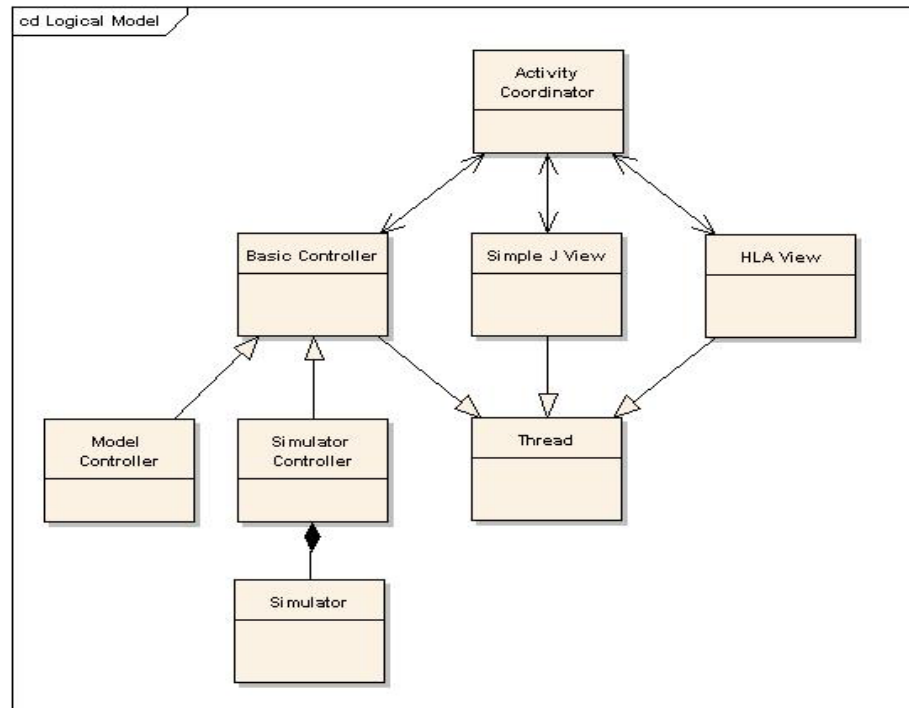 cd Logical Model
Activity
Coordinator
Basic Controller
Simple J View
HLA View
Model
Controller
Simulator
Controller
Thread
Simulator